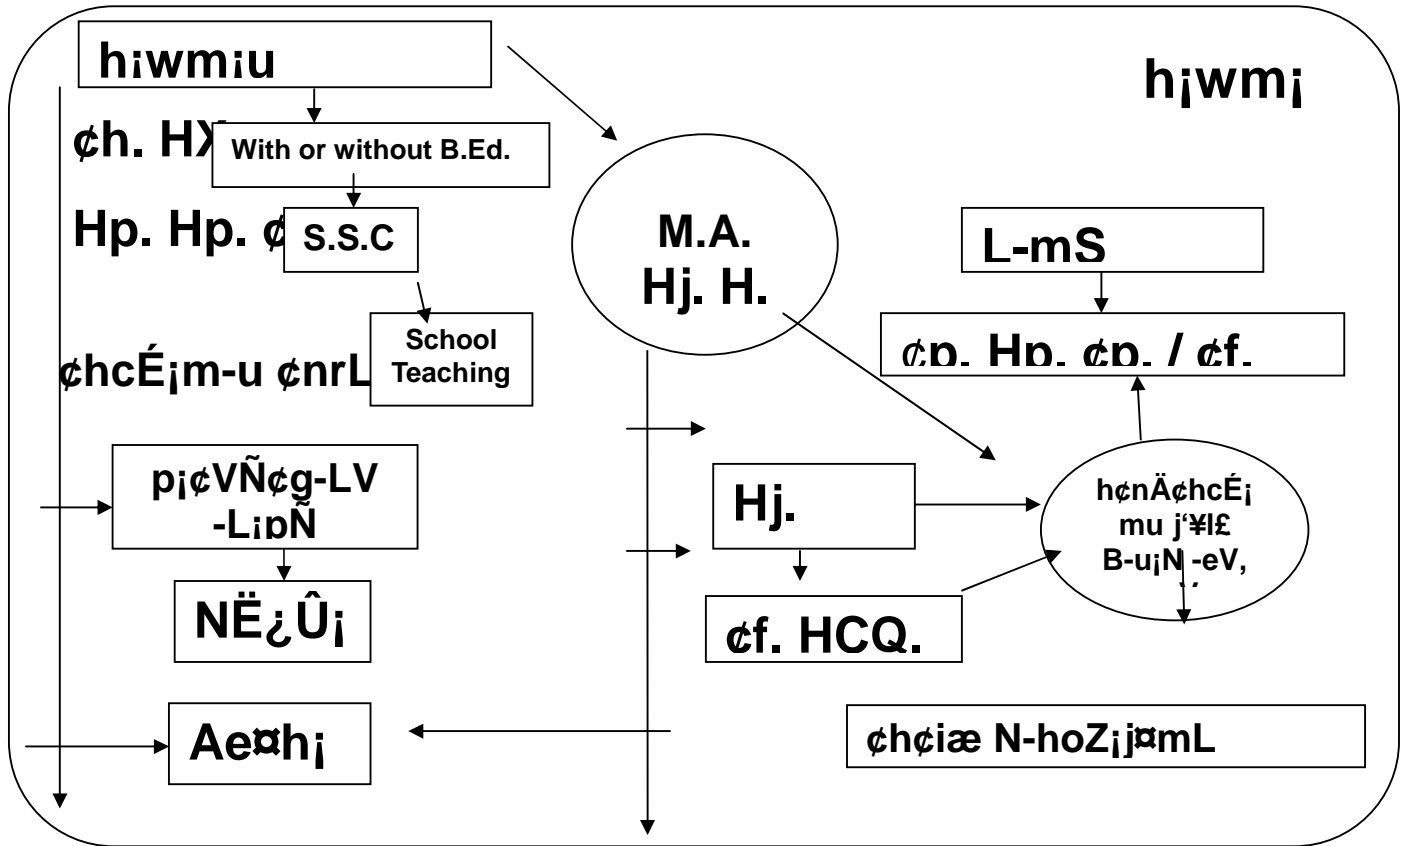 h¡wm¡u
h¡wm¡
¢h. HX
With or without B.Ed.
Hp. Hp. ¢
S.S.C
M.A.
Hj. H.
L-mS
School
Teaching
¢hcÉ¡m-u ¢nrL
¢p. Hp. ¢p. / ¢f.
p¡¢VÑ¢g-LV
-L¡pÑ
Hj.
h¢nÄ¢hcÉ¡
mu j‘¥l£
B-u¡N -eV,
NË¿Û¡
¢f. HCQ.
Ae¤h¡
¢h¢iæ N-hoZ¡j¤mL